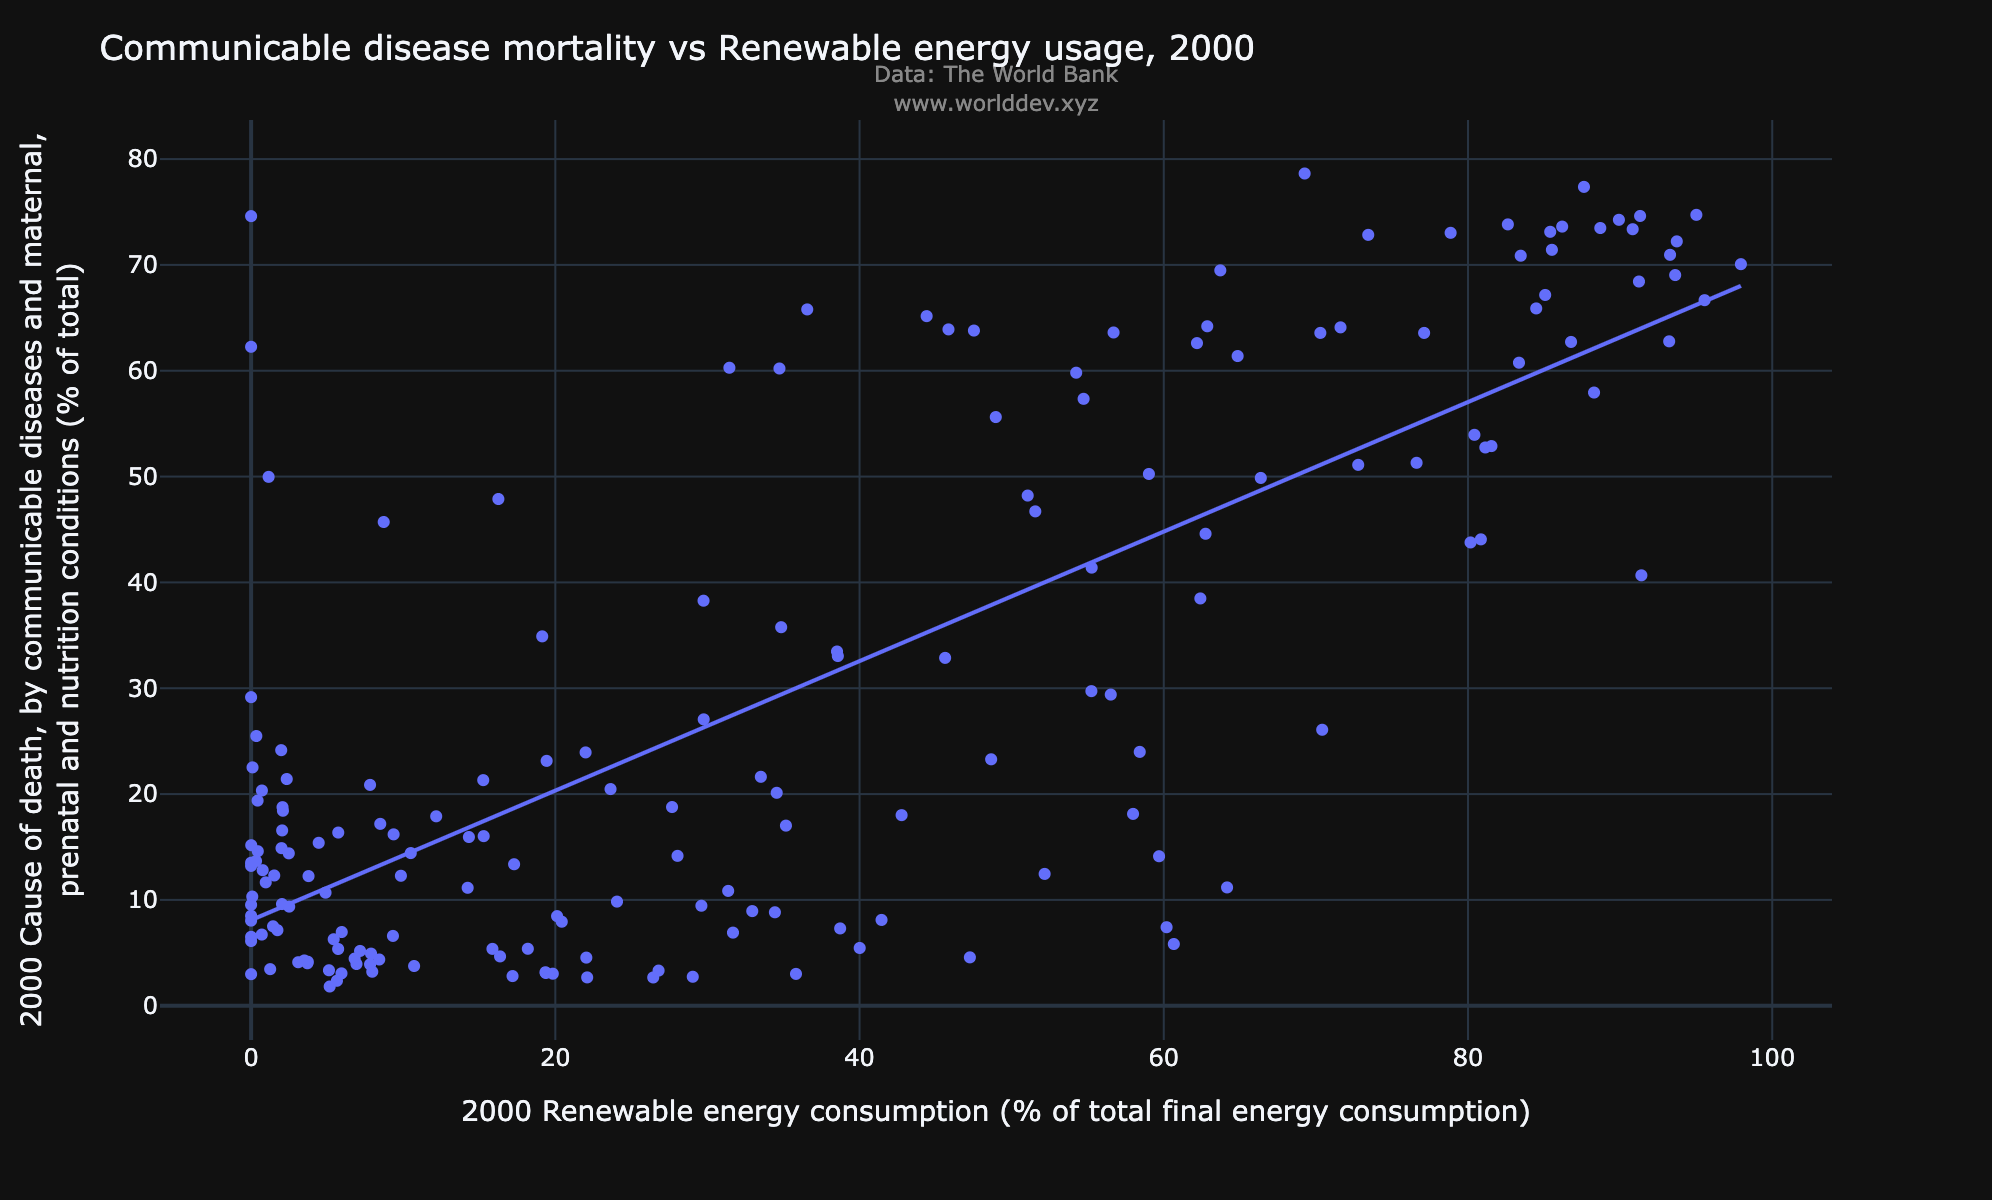 Communicable disease mortality vs Renewable energy usage, 2000
Data: The World Bank
www.worlddev.xyz
2000 Cause of death, by communicable diseases and maternal,
prenatal and nutrition conditions (% of total)
80
70
60
50
40
30
20
10
0
0 20 40 60 80 100
2000 Renewable energy consumption (% of total final energy consumption)